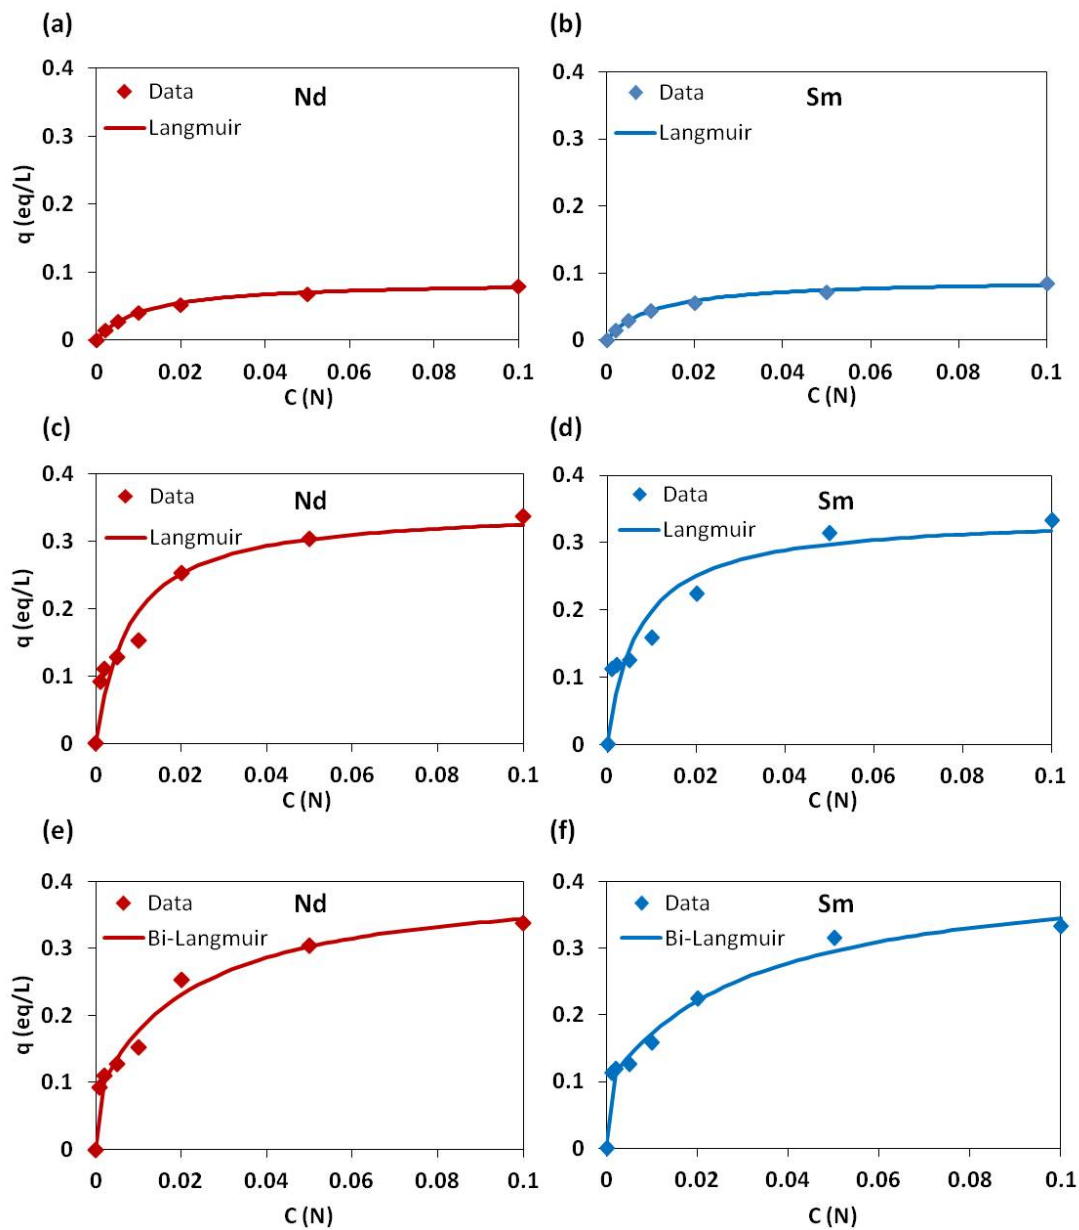 (a) (b)
0.4 Data Nd 0.4 Data Sm
Langmuir Langmuir
0.3 0.3
q (eq/L)
0.2 0.2
0.1 0.1
0 0
0 0.02 0.04 0.06 0.08 0.1 0 0.02 0.04 0.06 0.08 0.1
C (N) C (N)
(c) (d)
0.4 Data Nd 0.4 Data Sm
Langmuir Langmuir
0.3 0.3
q (eq/L)
0.2 0.2
0.1 0.1
0 0
0 0.02 0.04 0.06 0.08 0.1 0 0.02 0.04 0.06 0.08 0.1
C (N) C (N)
(e) (f)
0.4 Data Nd 0.4 Data Sm
Bi-Langmuir Bi-Langmuir
0.3 0.3
q (eq/L)
0.2 0.2
0.1 0.1
0 0
0 0.02 0.04 0.06 0.08 0.1 0 0.02 0.04 0.06 0.08 0.1
C (N) C (N)